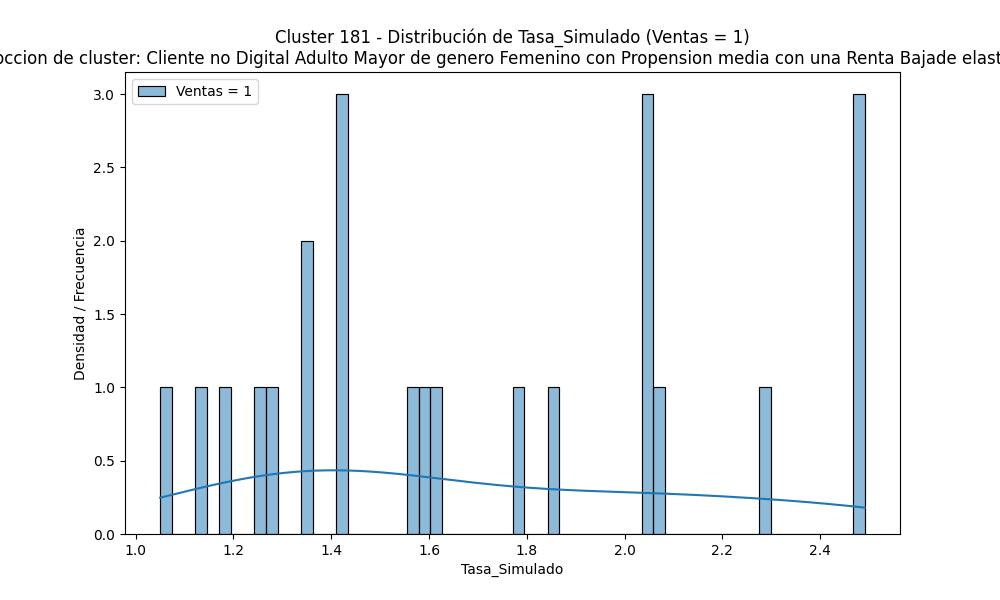 Cluster 181 - Distribución de Tasa_Simulado (Ventas = 1)
occion de cluster: Cliente no Digital Adulto Mayor de genero Femenino con Propension media con una Renta Bajade elast
Ventas = 1
3.0
2.5
2.0
1.5
1.0
0.5
0.0
Densidad / Frecuencia
1.0 1.2 1.4 1.6 1.8 2.0 2.2 2.4
Tasa_Simulado